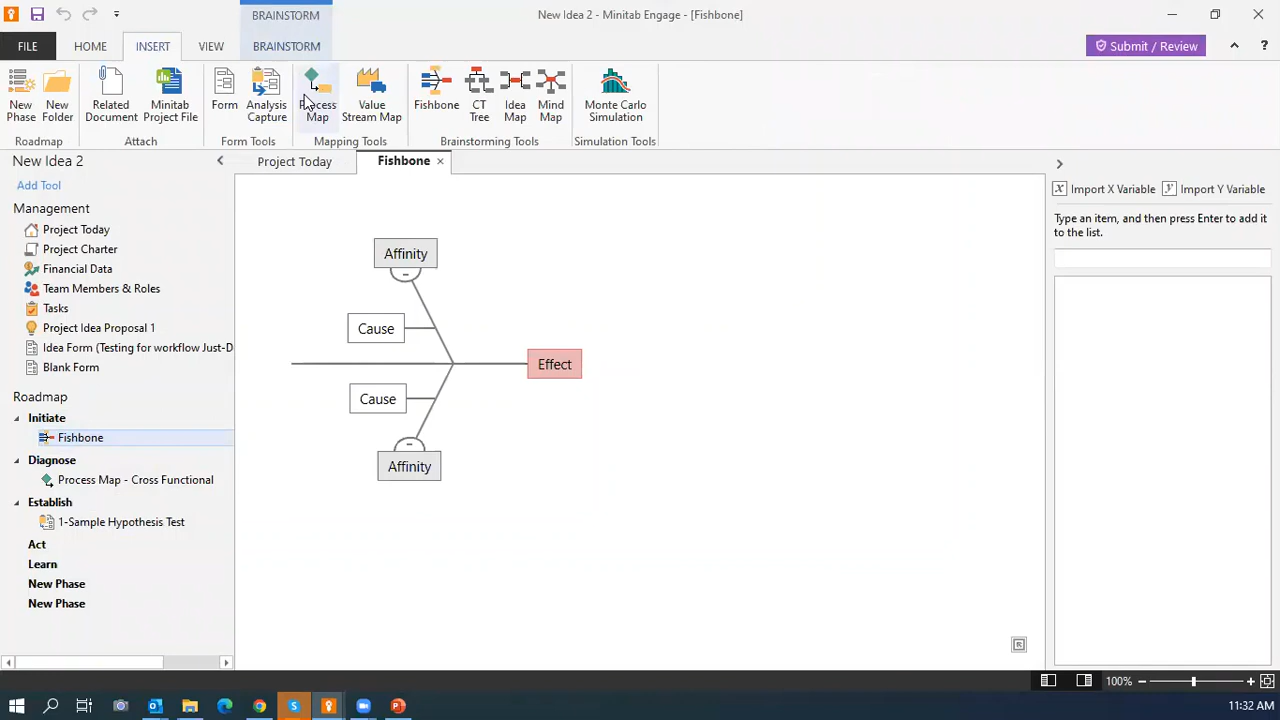 BRAINSTORM
New Idea 2 - Minitab Engage - [Fishbone]
FILE
HOME
INSERT
VIEW
BRAINSTORM
Submit / Review
New Phase
New Folder
Related Document
Minitab Project File
Form
Analysis Capture
Process Map
Value Stream Map
Fishbone
CT Tree
Idea Map
Mind Map
Monte Carlo Simulation
Roadmap
Attach
Form Tools
Mapping Tools
Brainstorming Tools
Simulation Tools
New Idea 2
Add Tool
Management
Project Today
Project Charter
Financial Data
Team Members & Roles
Tasks
Project Idea Proposal 1
Idea Form (Testing for workflow Just-D
Blank Form
Roadmap
Initiate
Fishbone
Diagnose
Process Map - Cross Functional
Establish
1-Sample Hypothesis Test
Act
Learn
New Phase
New Phase
Project Today
Fishbone
Affinity
Cause
Effect
Cause
Affinity
x Import X Variable
y Import Y Variable
Type an item, and then press Enter to add it
to the list.
100%
11:32 AM